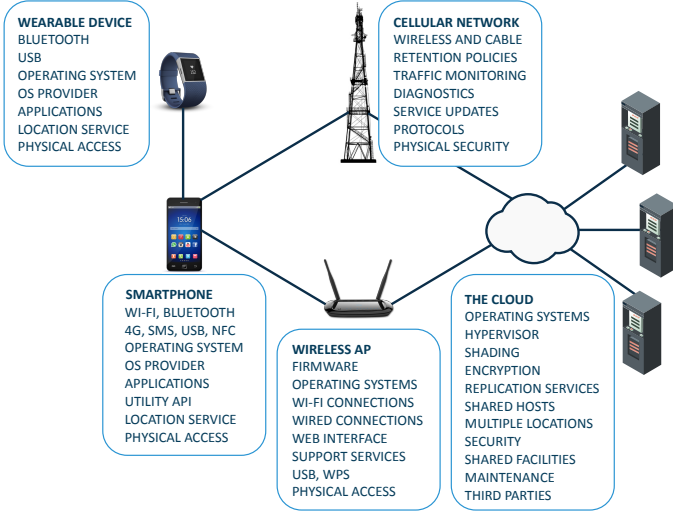 WEARABLE DEVICE
BLUETOOTH
USB
OPERATING SYSTEM
OS PROVIDER
APPLICATIONS
LOCATION SERVICE
PHYSICAL ACCESS
CELLULAR NETWORK
WIRELESS AND CABLE
RETENTION POLICIES
TRAFFIC MONITORING
DIAGNOSTICS
SERVICE UPDATES
PROTOCOLS
PHYSICAL SECURITY
15:06
SMARTPHONE
WI-FI, BLUETOOTH
4G, SMS, USB, NFC
OPERATING SYSTEM
OS PROVIDER
APPLICATIONS
UTILITY API
LOCATION SERVICE
PHYSICAL ACCESS
WIRELESS AP
FIRMWARE
OPERATING SYSTEMS
WI-FI CONNECTIONS
WIRED CONNECTIONS
WEB INTERFACE
SUPPORT SERVICES
USB, WPS
PHYSICAL ACCESS
THE CLOUD
OPERATING SYSTEMS
HYPERVISOR
SHADING
ENCRYPTION
REPLICATION SERVICES
SHARED HOSTS
MULTIPLE LOCATIONS
SECURITY
SHARED FACILITIES
MAINTENANCE
THIRD PARTIES